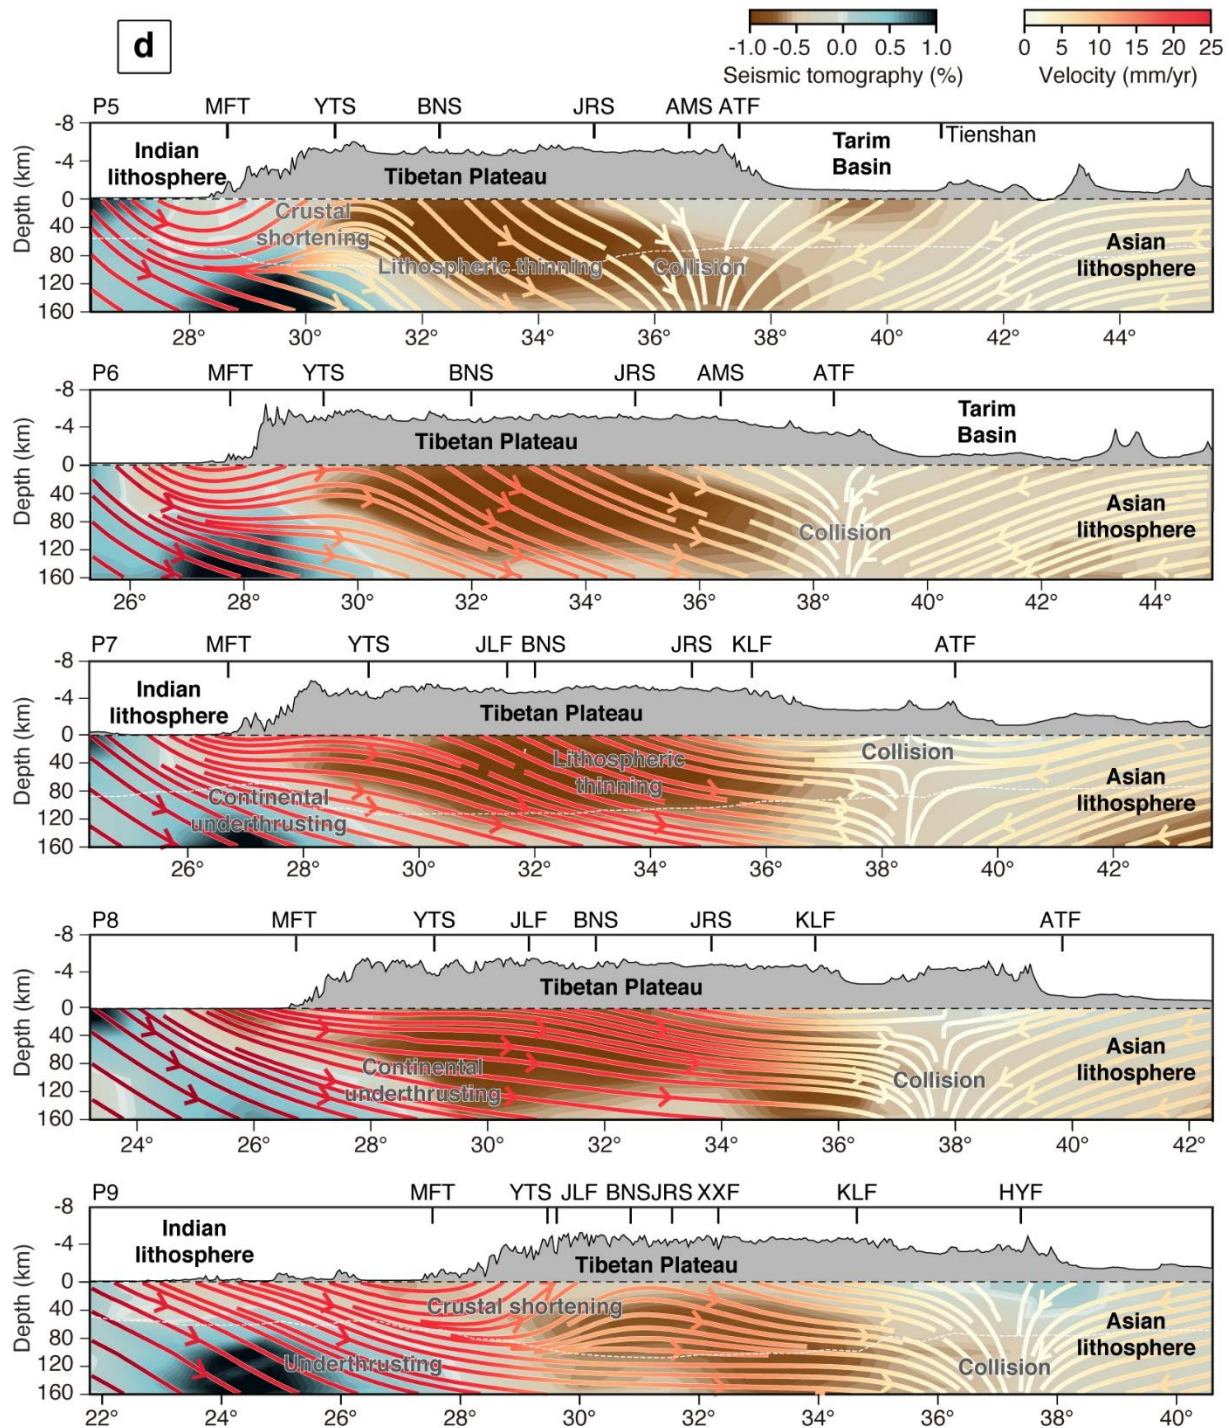 d
-1.0 -0.5 0.0 0.5 1.0
Seismic tomography (%)
0 5 10 15 20 25
Velocity (mm/yr)
P5 MFT YTS BNS JRS AMS ATF
Tienshan
-8
-4
0
40
80
120
160
Depth (km)
Depth (km)
Indian
lithosphere
Tibetan Plateau
Tarim
Basin
Crustal
shortening
Lithospheric thinning
Collision
Asian
lithosphere
28° 30° 32° 34° 36° 38° 40° 42° 44°
P6 MFT YTS BNS JRS AMS ATF
-8
-4
0
40
80
120
160
Depth (km)
Depth (km)
Tibetan Plateau
Tarim
Basin
Collision
Asian
lithosphere
26° 28° 30° 32° 34° 36° 38° 40° 42° 44°
P7 MFT YTS JLF BNS JRS KLF ATF
-8
-4
0
40
80
120
160
Depth (km)
Depth (km)
Indian
lithosphere
Tibetan Plateau
Collision
Lithospheric
thinning
Continental
underthrusting
Asian
lithosphere
26° 28° 30° 32° 34° 36° 38° 40° 42°
P8 MFT YTS JLF BNS JRS KLF ATF
-8
-4
0
40
80
120
160
Depth (km)
Depth (km)
Tibetan Plateau
Continental
underthrusting
Collision
Asian
lithosphere
24° 26° 28° 30° 32° 34° 36° 38° 40° 42°
P9 MFT YTS JLF BNS JRS XXF KLF HYF
-8
-4
0
40
80
120
160
Depth (km)
Depth (km)
Indian
lithosphere
Tibetan Plateau
Crustal shortening
Underthrusting
Collision
Asian
lithosphere
22° 24° 26° 28° 30° 32° 34° 36° 38° 40°